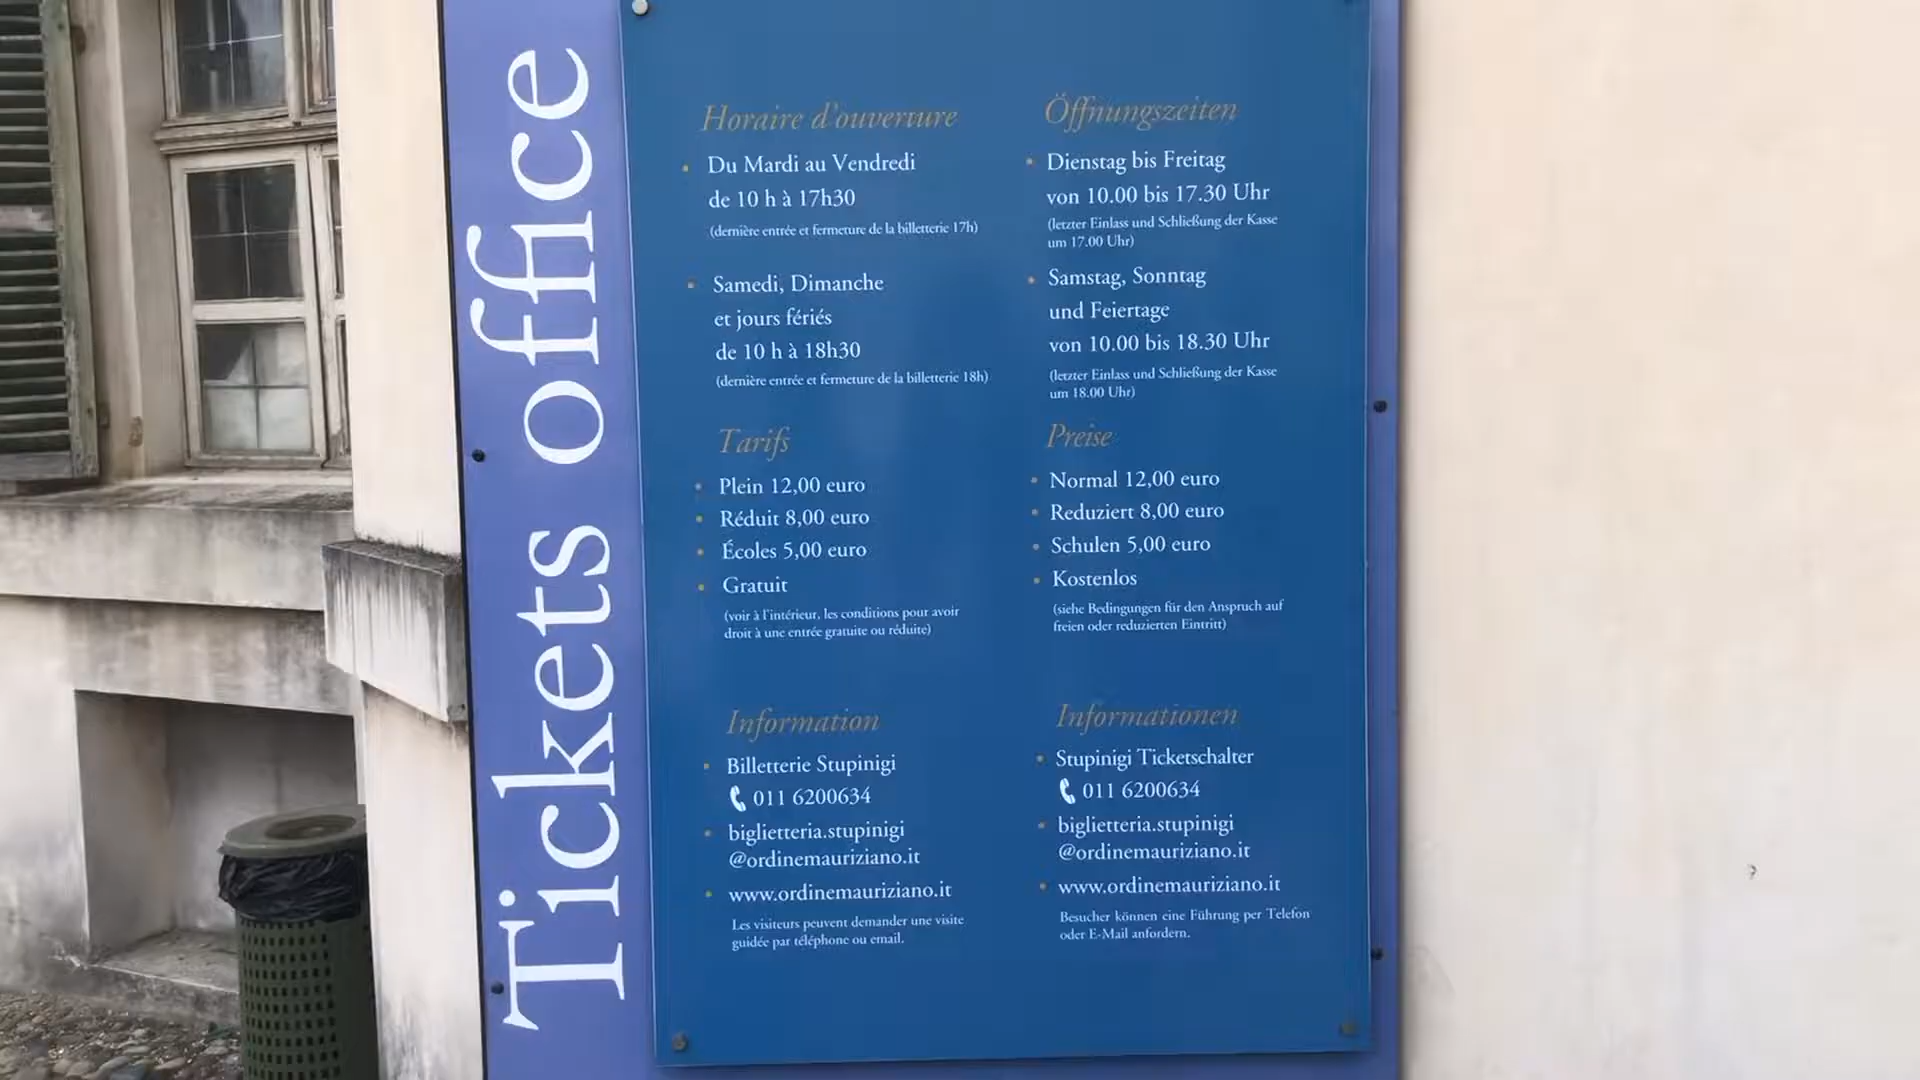 Tickets office
Horaire d'ouverture
Du Mardi au Vendredi
de 10 h à 17h30
(dernière entrée et fermeture de la billetterie 17h)
Samedi, Dimanche
et jours fériés
de 10 h à 18h30
(dernière entrée et fermeture de la billetterie 18h)
Tarifs
Plein 12,00 euro
Réduit 8,00 euro
Écoles 5,00 euro
Gratuit
(voir à l'intérieur, les conditions pour avoir
droit à une entrée gratuite ou réduite)
Information
Billetterie Stupinigi
011 6200634
biglietteria.stupinigi
@ordinemauriziano.it
www.ordinemauriziano.it
Les visiteurs peuvent demander une visite
guidée par téléphone ou email.
Öffnungszeiten
Dienstag bis Freitag
von 10.00 bis 17.30 Uhr
(letzter Einlass und Schließung der Kasse
um 17.00 Uhr)
Samstag, Sonntag
und Feiertage
von 10.00 bis 18.30 Uhr
(letzter Einlass und Schließung der Kasse
um 18.00 Uhr)
Preise
Normal 12,00 euro
Reduziert 8,00 euro
Schulen 5,00 euro
Kostenlos
(siehe Bedingungen für den Anspruch auf
freien oder reduzierten Eintritt)
Informationen
Stupinigi Ticketschalter
011 6200634
biglietteria.stupinigi
@ordinemauriziano.it
www.ordinemauriziano.it
Besucher können eine Führung per Telefon
oder E-Mail anfordern.